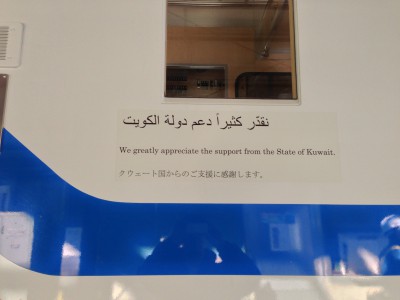 نقدّر كثيراً دعم دولة الكويت
We greatly appreciate the support from the State of Kuwait.
クウェート国からのご支援に感謝します。